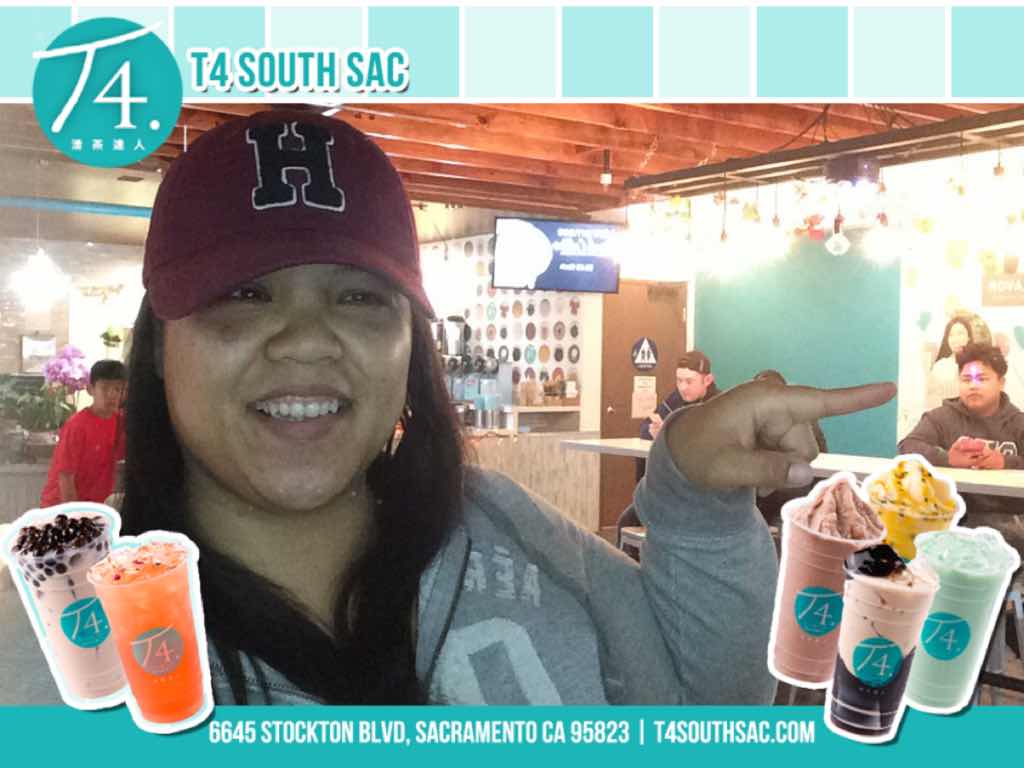 T4.
清茶達人
T4 SOUTH SAC
H
ROYA
T4.
T4.
T4.
T4.
T4.
6645 STOCKTON BLVD, SACRAMENTO CA 95823 | T4SOUTHSAC.COM